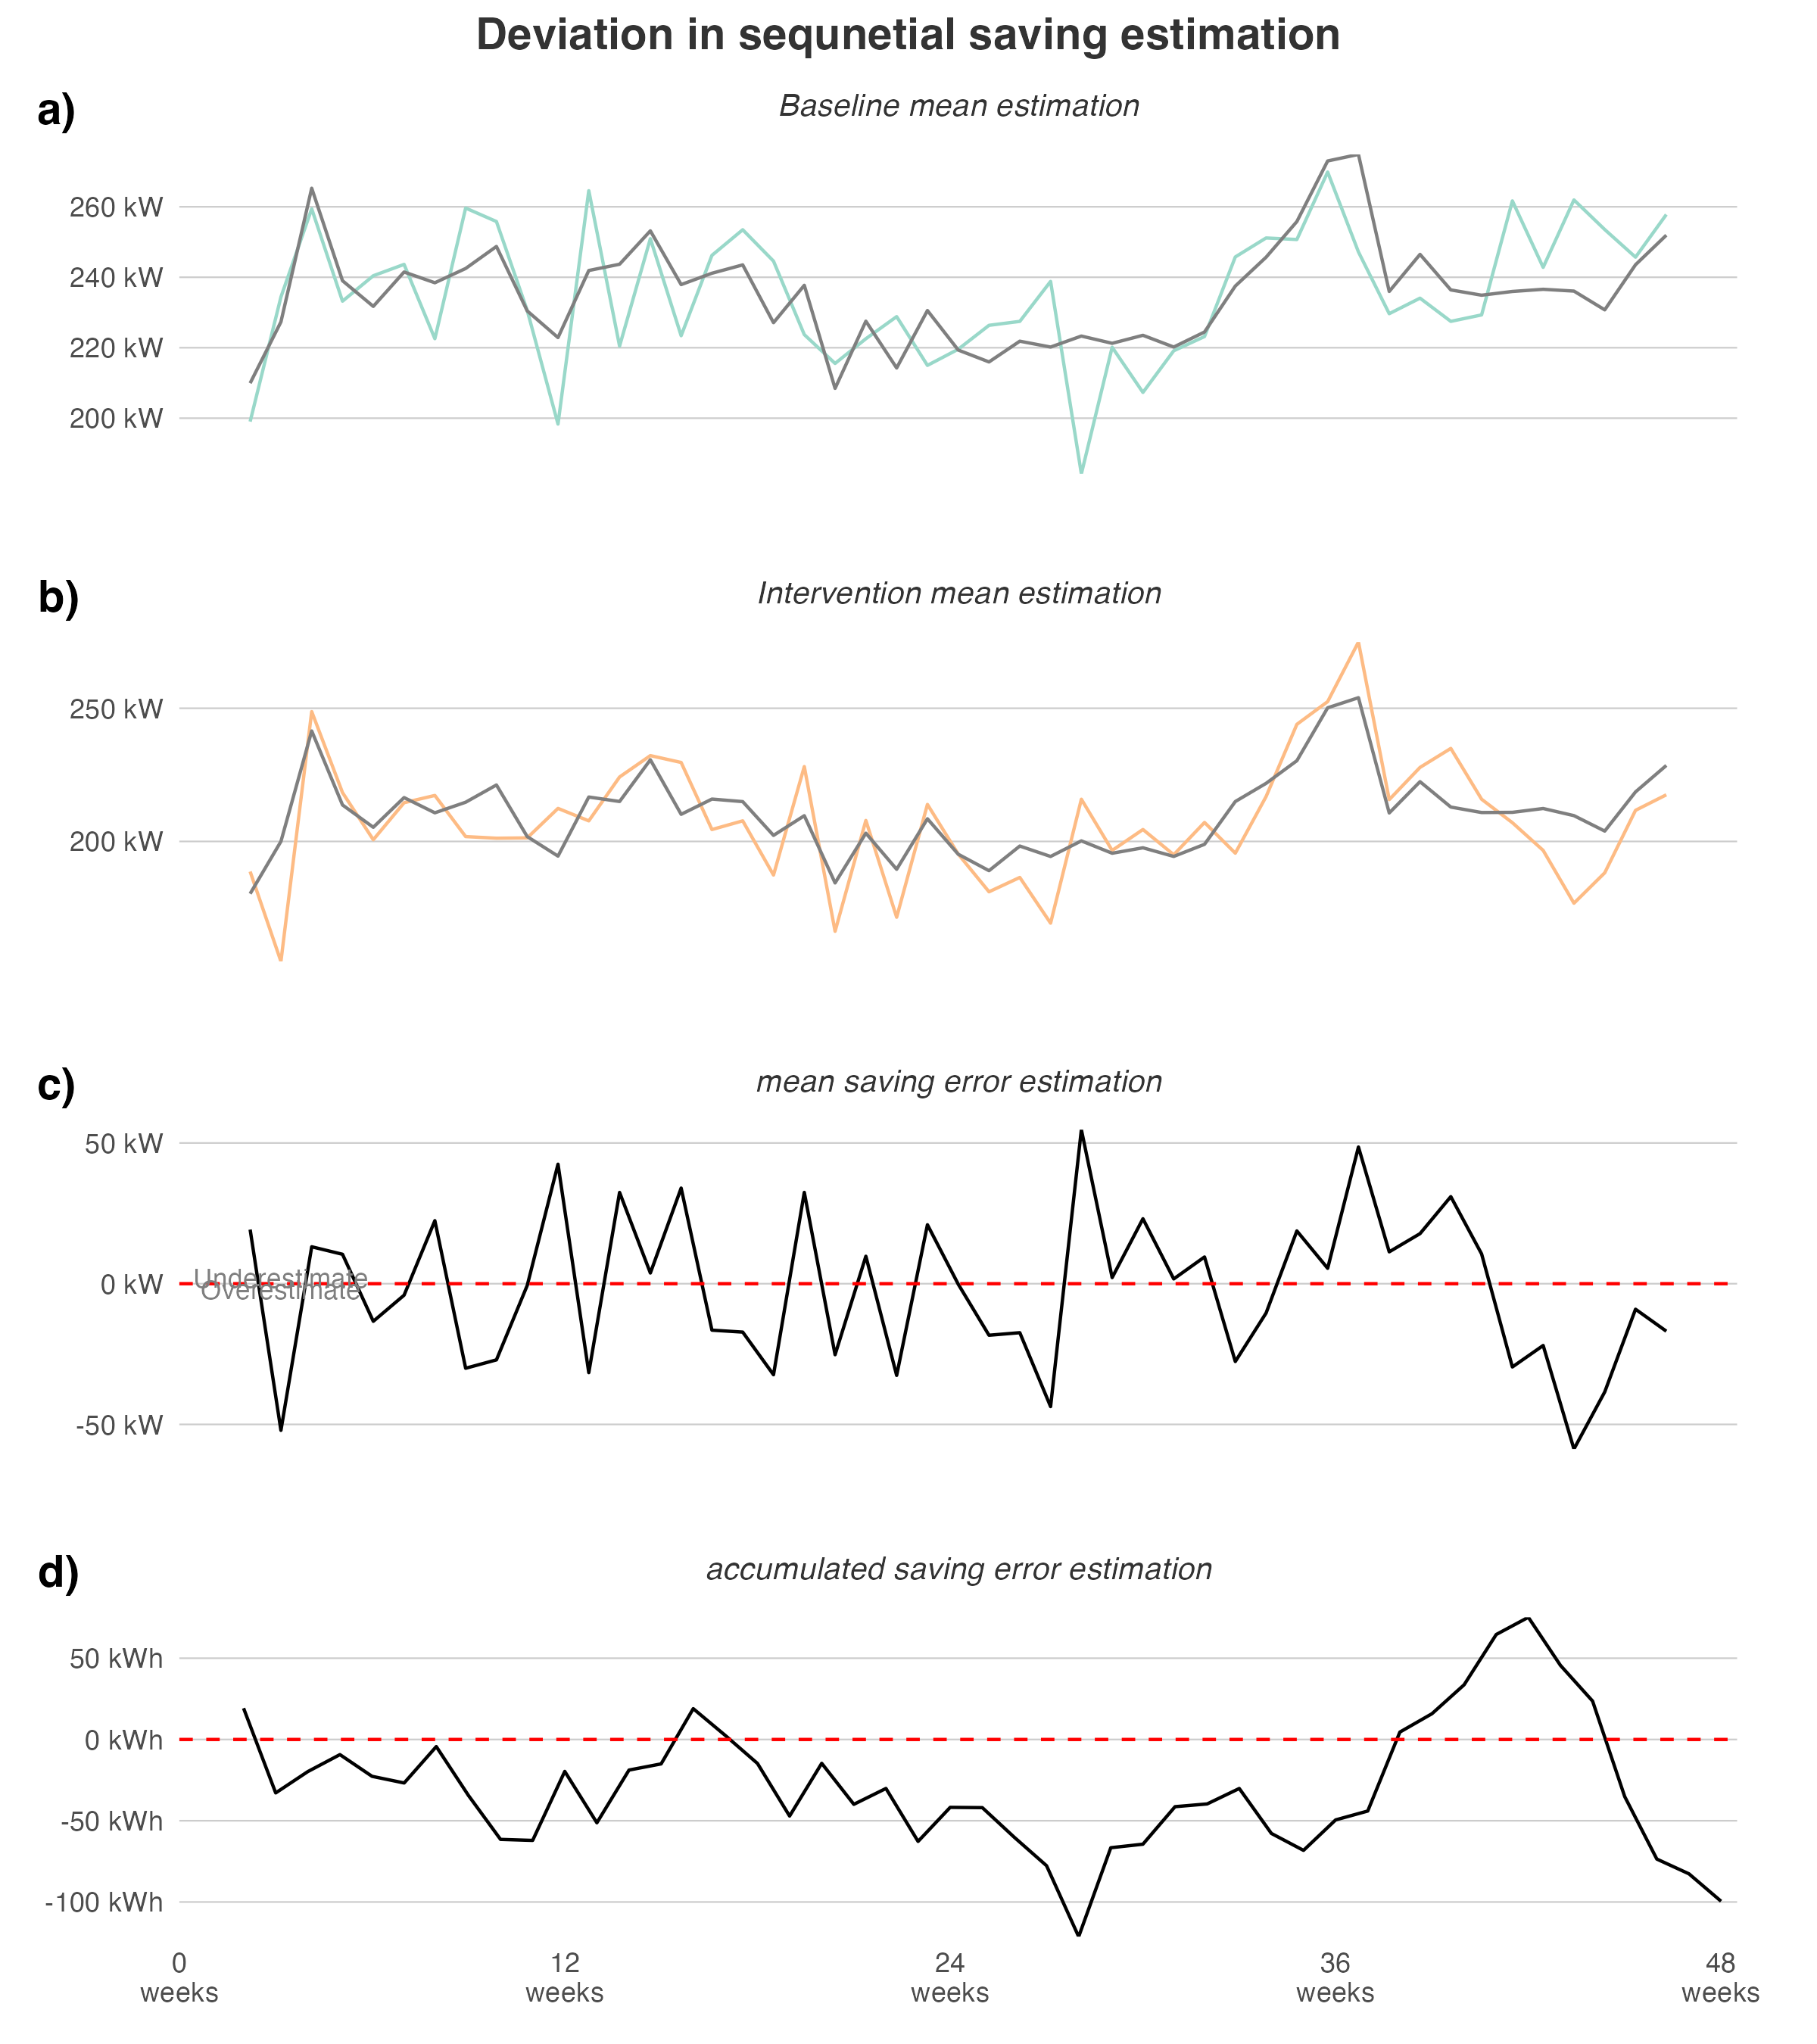 Deviation in sequnetial saving estimation
a)
Baseline mean estimation
260 kW
240 kW
220 kW
200 kW
b)
Intervention mean estimation
250 kW
200 kW
c)
mean saving error estimation
50 kW
Underestimate
0 kW
Overestimate
-50 kW
d)
accumulated saving error estimation
50 kWh
0 kWh
-50 kWh
-100 kWh
0 12 24 36 48
weeks weeks weeks weeks weeks